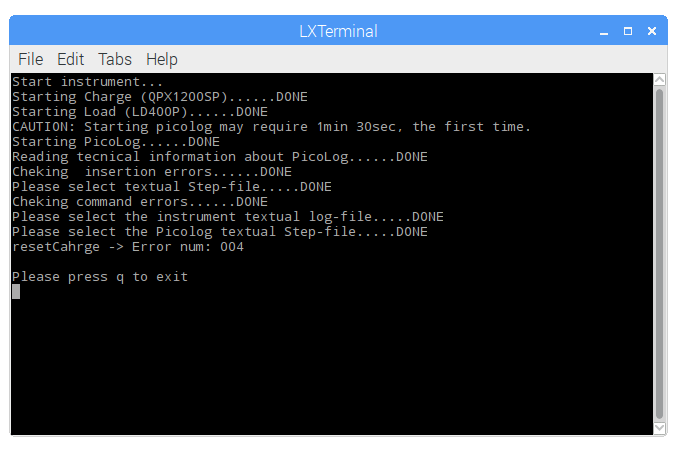 LXTerminal
File Edit Tabs Help
Start instrument...
Starting Charge (QPX1200SP)......DONE
Starting Load (LD400P)......DONE
CAUTION: Starting picolog may require 1min 30sec, the first time.
Starting PicoLog......DONE
Reading tecnical information about PicoLog......DONE
Cheking  insertion errors......DONE
Please select textual Step-file.....DONE
Cheking command errors......DONE
Please select the instrument textual log-file.....DONE
Please select the Picolog textual Step-file.....DONE
resetCahrge -> Error num: 004
Please press q to exit